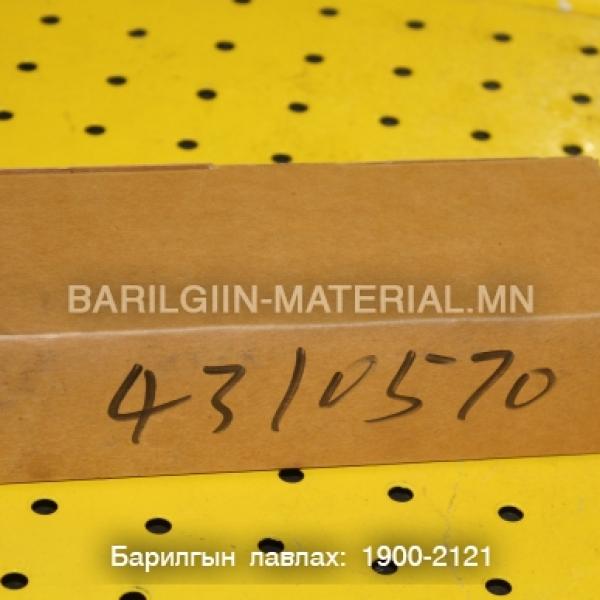 BARILGIIN-MATERIAL.MN
4310570
Барилгын лавлах: 1900-2121